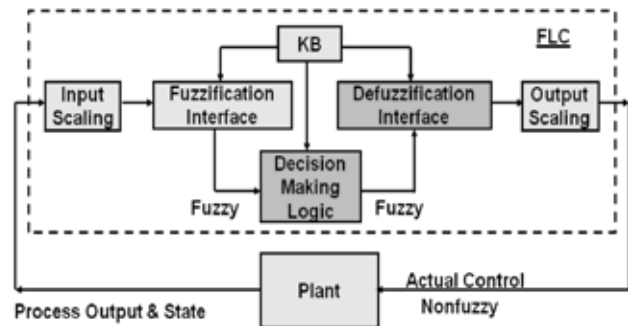 KB
FLC
Input
Scaling
Fuzzification
Interface
Defuzzification
Interface
Output
Scaling
Decision
Making
Logic
Fuzzy
Fuzzy
Plant
Actual Control
Nonfuzzy
Process Output & State